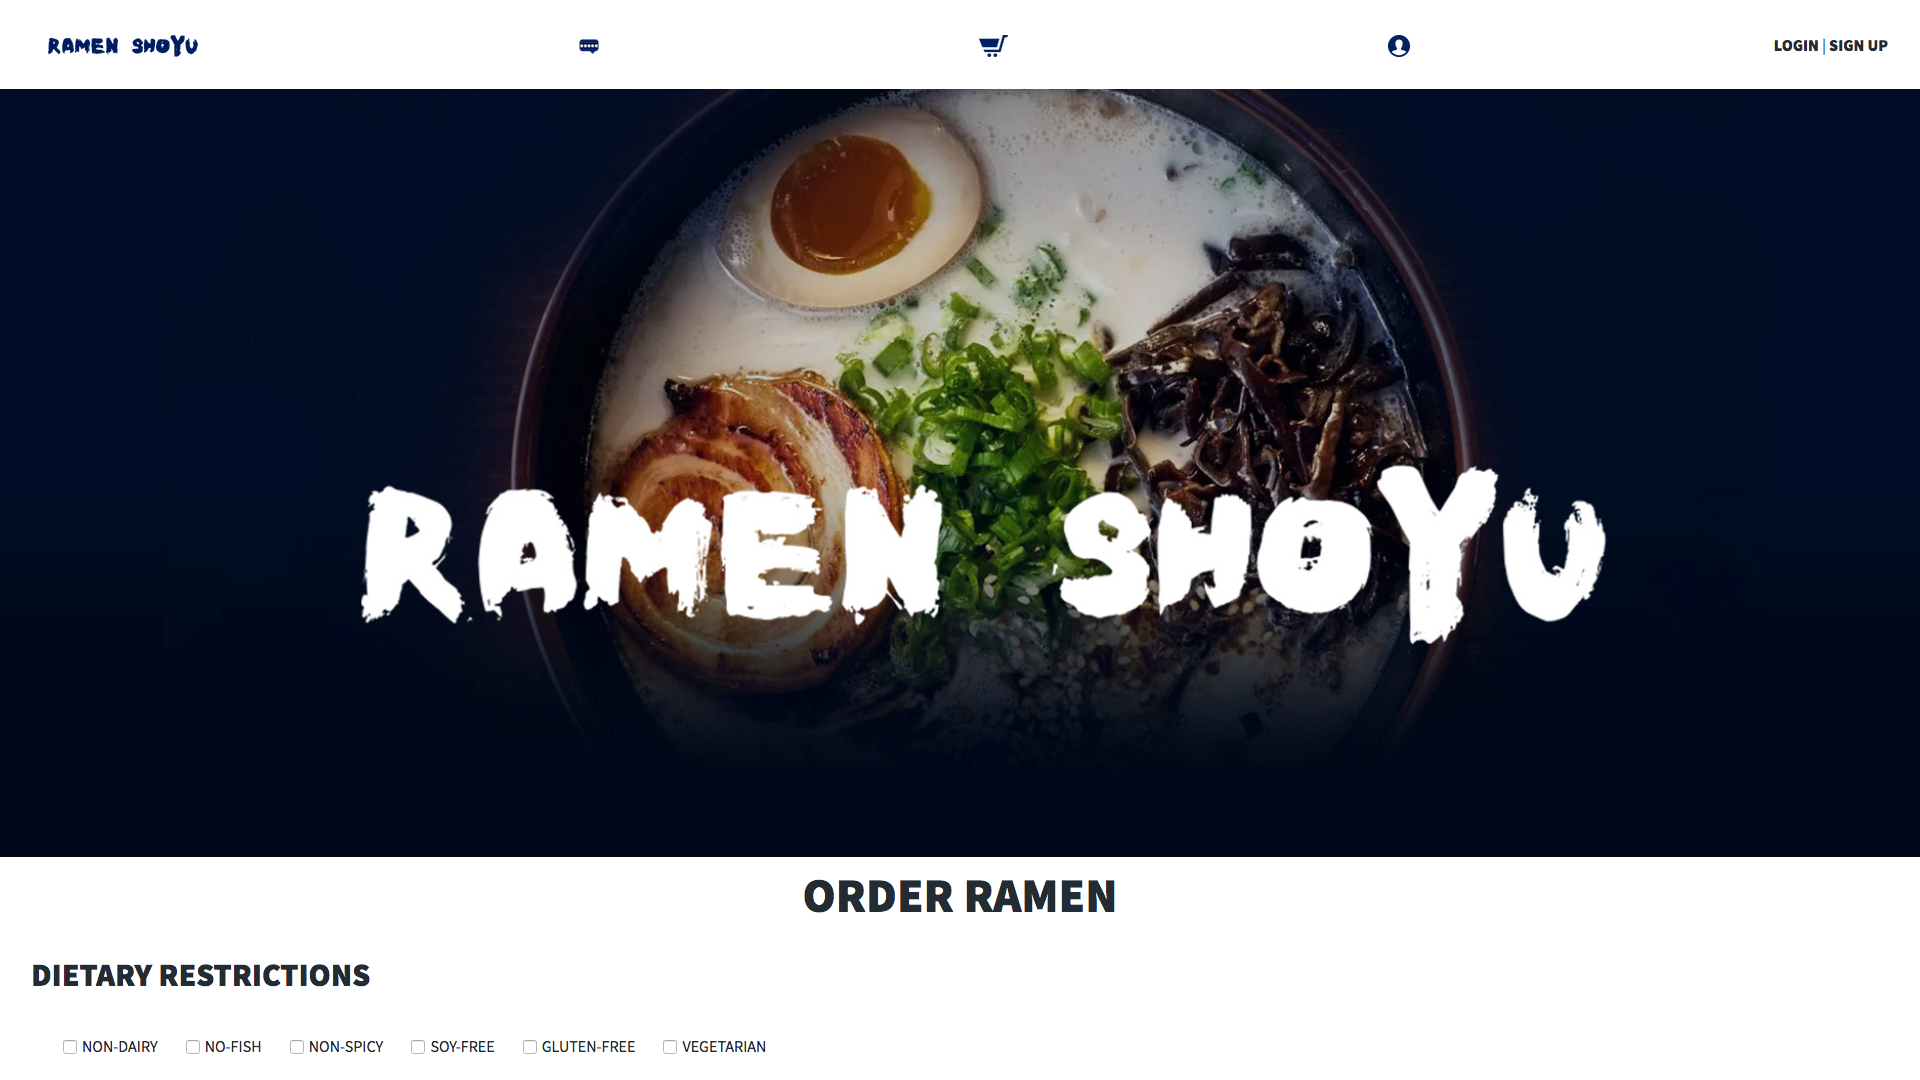 RAMEN SHOYU
LOGIN | SIGN UP
RAMEN SHOYU
ORDER RAMEN
DIETARY RESTRICTIONS
NON-DAIRY NO-FISH NON-SPICY SOY-FREE GLUTEN-FREE VEGETARIAN